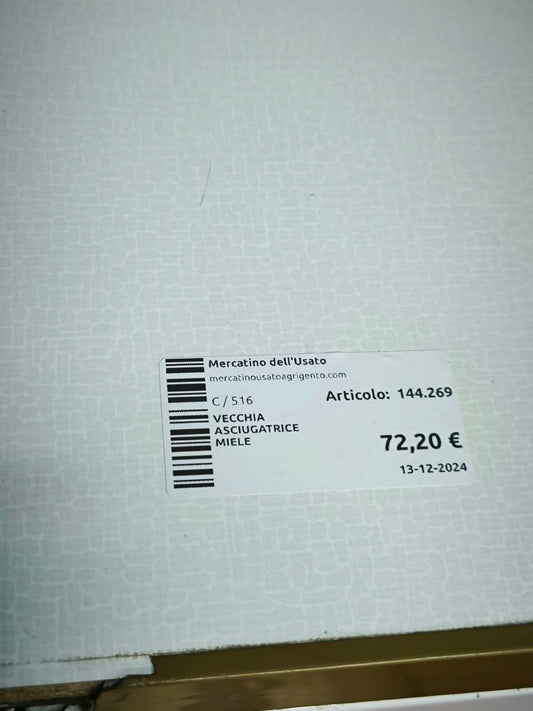 Mercatino dell'Usato
mercatinousatoagrigento.com
C / 516
Articolo: 144.269
VECCHIA
ASCIUGATRICE
MIELE
72,20 €
13-12-2024